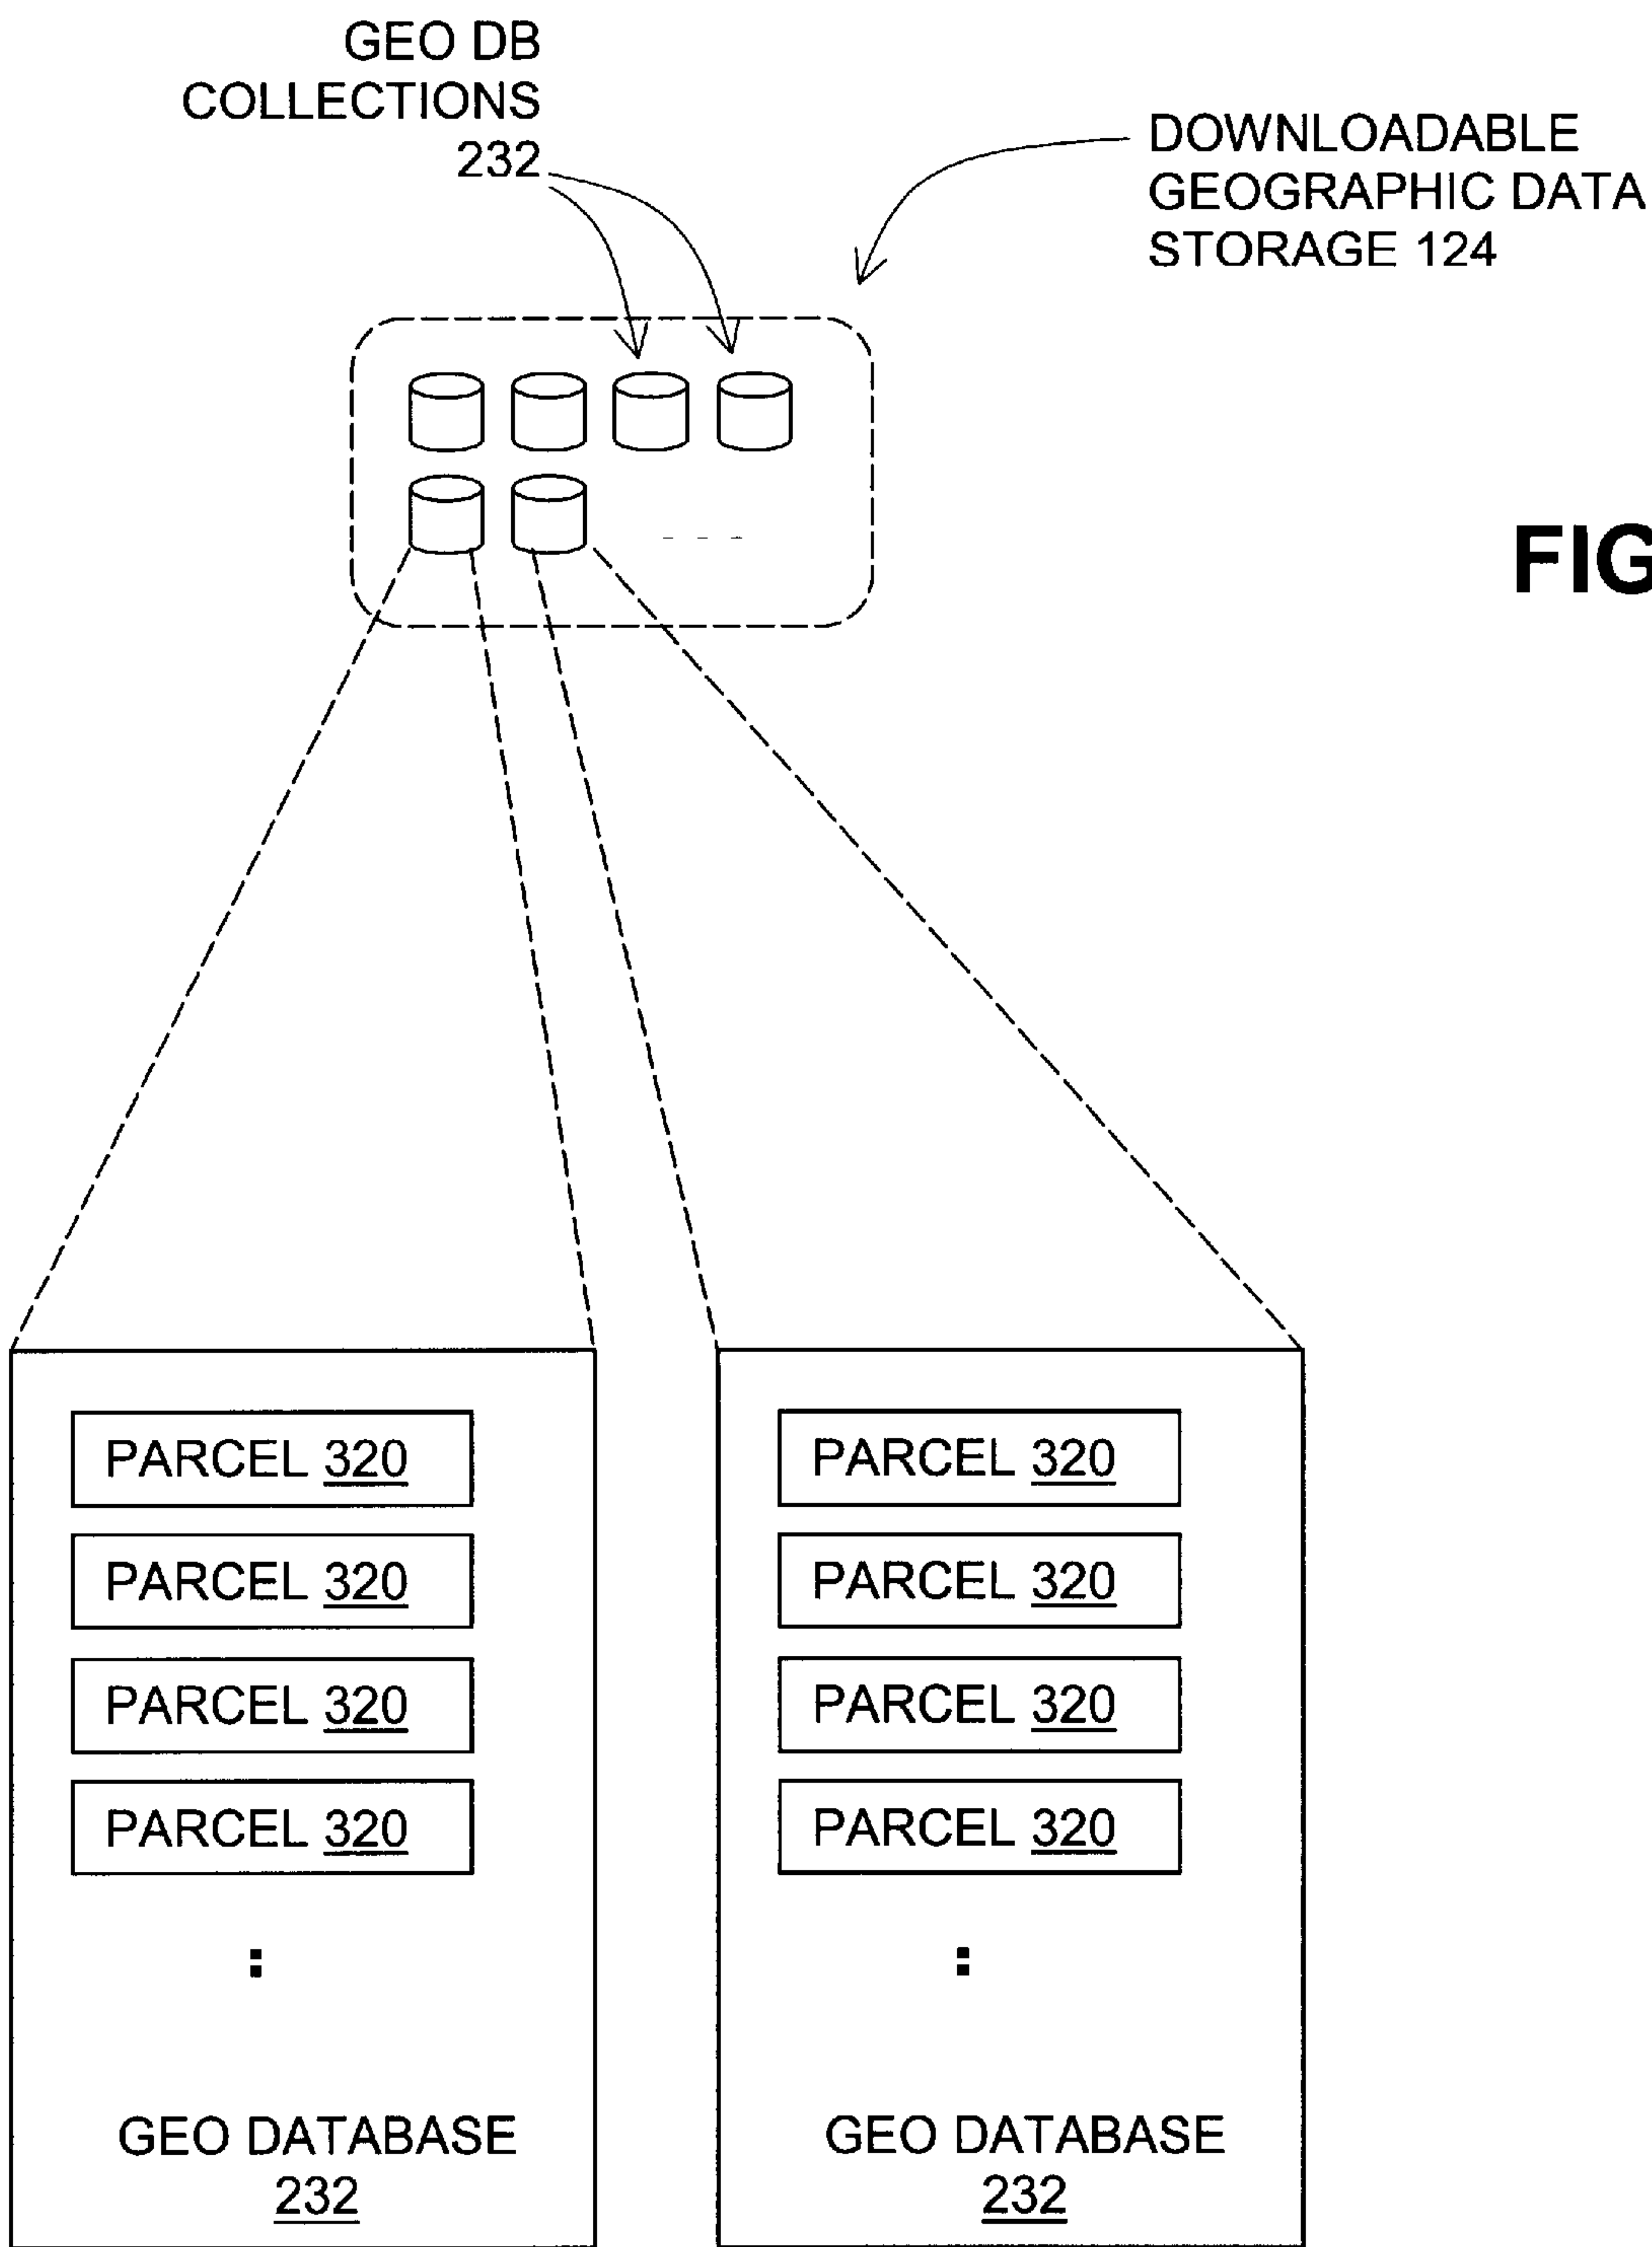 GEO DB
COLLECTIONS
232
DOWNLOADABLE
GEOGRAPHIC DATA
STORAGE 124
FIG
PARCEL 320
PARCEL 320
PARCEL 320
PARCEL 320
:
GEO DATABASE
232
PARCEL 320
PARCEL 320
PARCEL 320
PARCEL 320
:
GEO DATABASE
232